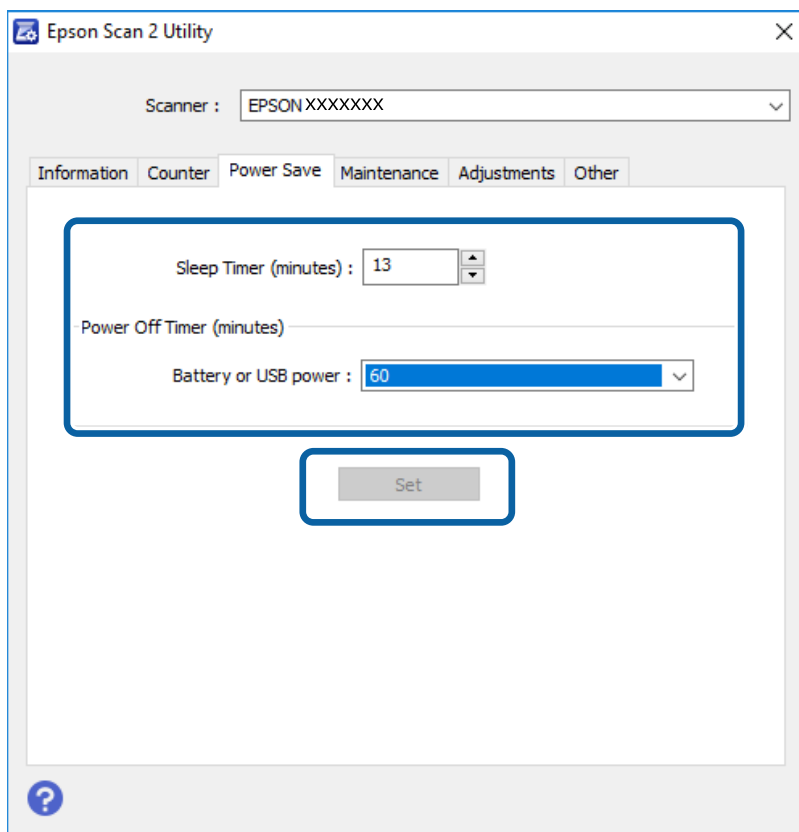 Epson Scan 2 Utility
Scanner : EPSON XXXXXXX
Information Counter Power Save Maintenance Adjustments Other
Sleep Timer (minutes) : 13
Power Off Timer (minutes)
Battery or USB power : 60
Set
?